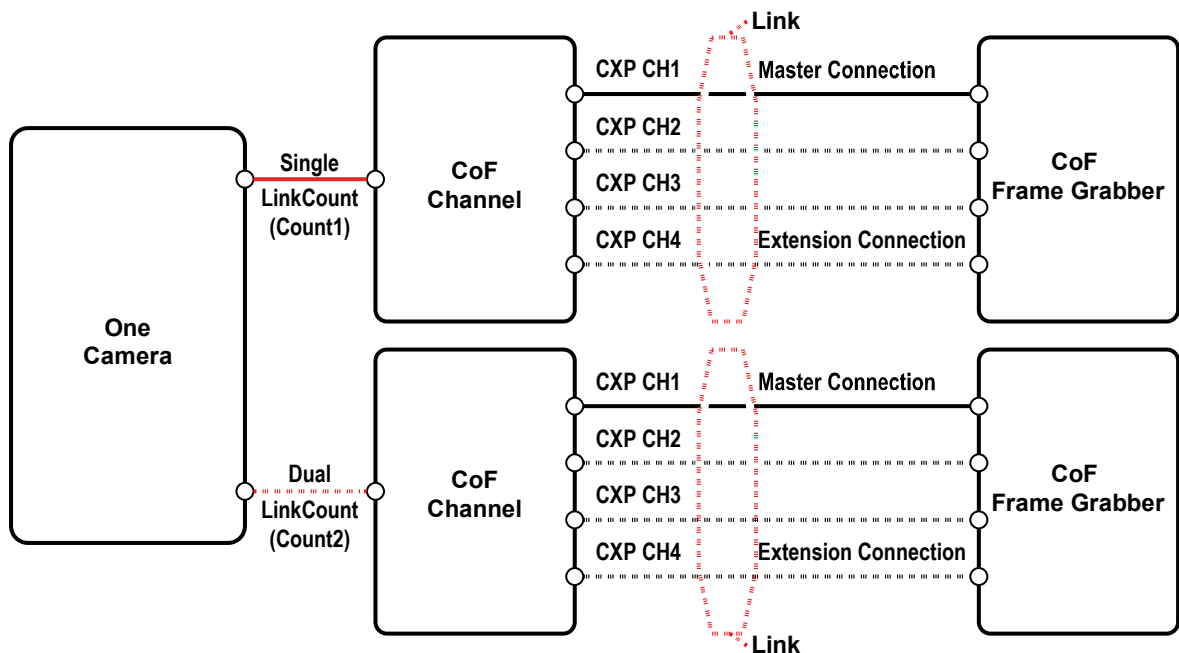 Link
CXP CH1
Master Connection
CXP CH2
Single
CoF
Channel
CoF
Frame Grabber
CXP CH3
LinkCount
(Count1)
CXP CH4
Extension Connection
One
Camera
CXP CH1
Master Connection
CXP CH2
Dual
CoF
Channel
CoF
Frame Grabber
CXP CH3
LinkCount
(Count2)
CXP CH4
Extension Connection
Link